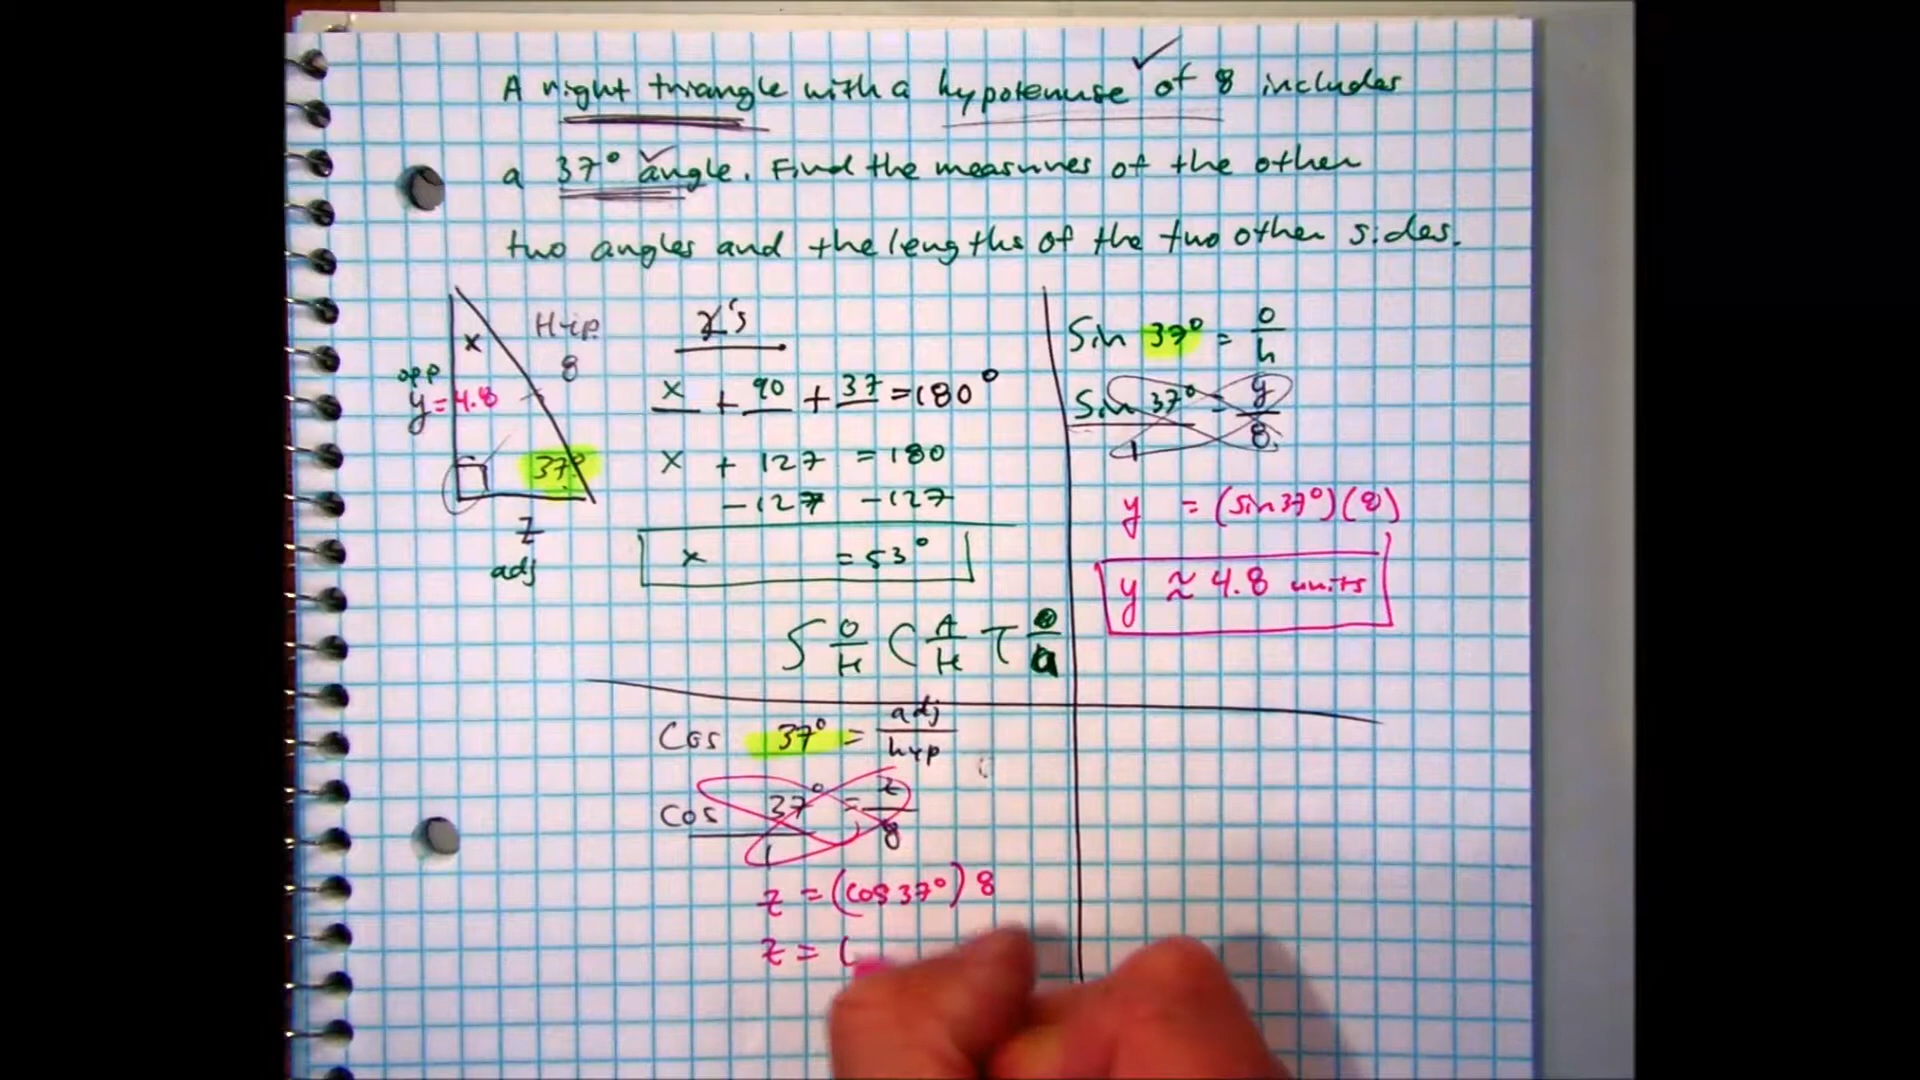 A right triangle with a hypotenuse of 8 includes
a 37° angle. Find the measures of the other
two angles and the lengths of the two other sides.
x
Hyp.
8
opp
y = 4.8
37°
z
adj
∡'s
x + 90 + 37 = 180°
x + 127 = 180
-127 -127
x = 53°
S O/H C A/H T O/A
Sin 37° = o/h
Sin 37°/1 = y/8
y = (sin 37°)(8)
y ≈ 4.8 units
Cos 37° = adj/hyp
Cos 37°/1 = z/8
z = (cos 37°) 8
z = (